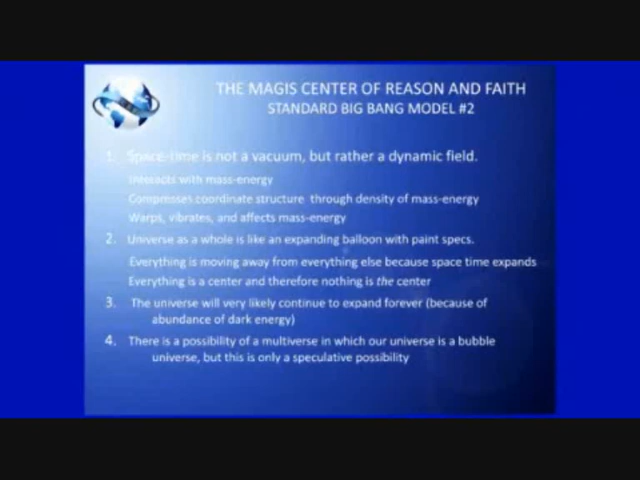 THE MAGIS CENTER OF REASON AND FAITH
STANDARD BIG BANG MODEL #2
1. Space-time is not a vacuum, but rather a dynamic field.
Interacts with mass-energy
Compresses coordinate structure through density of mass-energy
Warps, vibrates, and affects mass-energy
2. Universe as a whole is like an expanding balloon with paint specs.
Everything is moving away from everything else because space time expands
Everything is a center and therefore nothing is the center
3. The universe will very likely continue to expand forever (because of
abundance of dark energy)
4. There is a possibility of a multiverse in which our universe is a bubble
universe, but this is only a speculative possibility